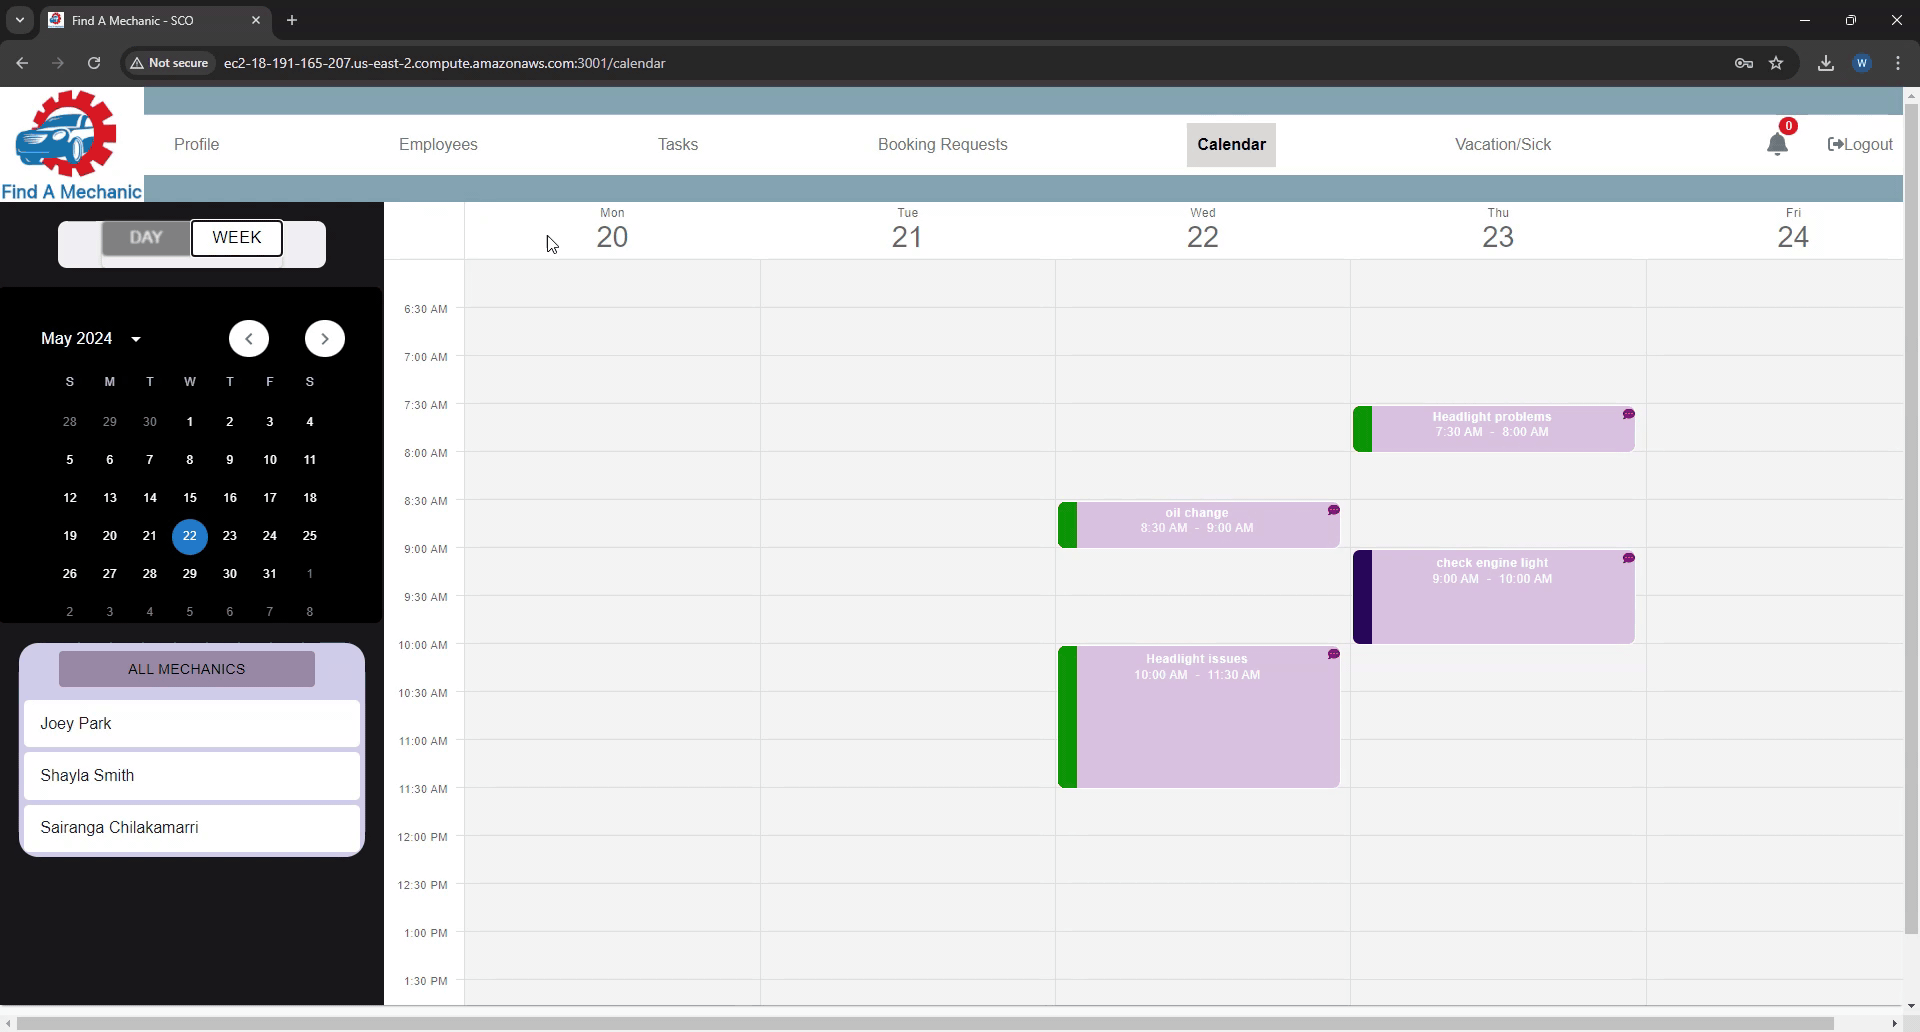 Find A Mechanic - SCO
Not secure
ec2-18-191-165-207.us-east-2.compute.amazonaws.com:3001/calendar
W
Find A Mechanic
Profile
Employees
Tasks
Booking Requests
Calendar
Vacation/Sick
0
Logout
DAY
WEEK
May 2024
S M T W T F S
28 29 30 1 2 3 4
5 6 7 8 9 10 11
12 13 14 15 16 17 18
19 20 21 22 23 24 25
26 27 28 29 30 31 1
2 3 4 5 6 7 8
ALL MECHANICS
Joey Park
Shayla Smith
Sairanga Chilakamarri
Mon Tue Wed Thu Fri
20 21 22 23 24
6:30 AM
7:00 AM
7:30 AM
Headlight problems
7:30 AM - 8:00 AM
8:00 AM
8:30 AM
oil change
8:30 AM - 9:00 AM
9:00 AM
check engine light
9:00 AM - 10:00 AM
9:30 AM
10:00 AM
Headlight issues
10:00 AM - 11:30 AM
10:30 AM
11:00 AM
11:30 AM
12:00 PM
12:30 PM
1:00 PM
1:30 PM